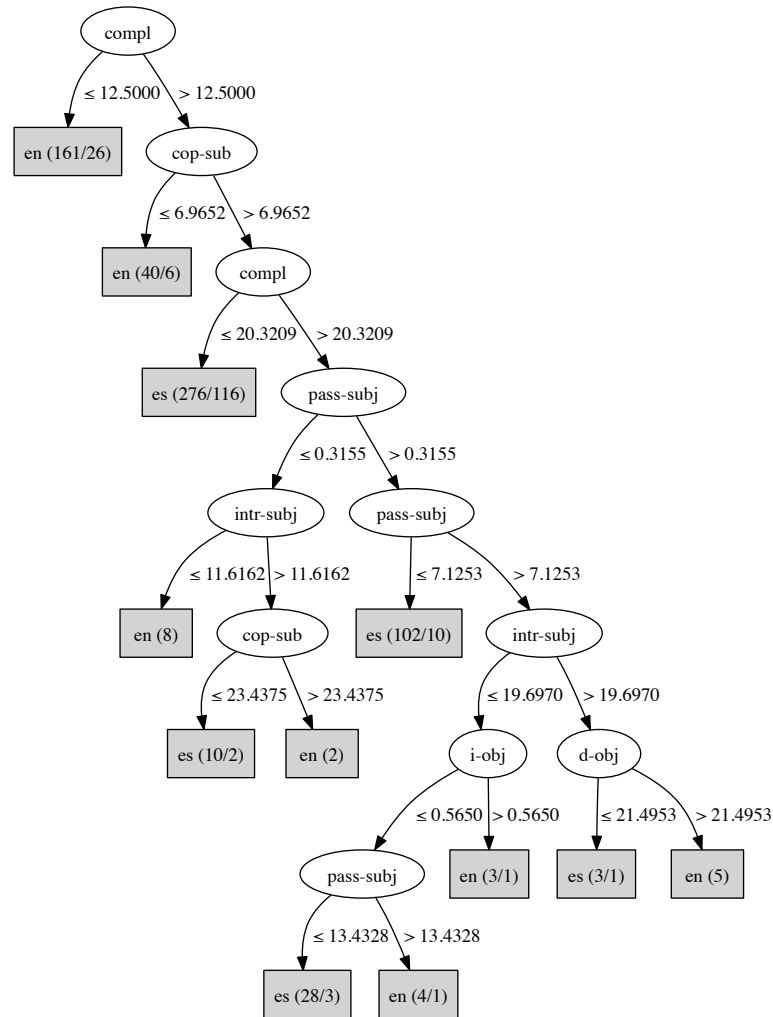 compl
≤ 12.5000 > 12.5000
en (161/26) cop-sub
≤ 6.9652 > 6.9652
en (40/6) compl
≤ 20.3209 > 20.3209
es (276/116) pass-subj
≤ 0.3155 > 0.3155
intr-subj pass-subj
≤ 11.6162 > 11.6162 ≤ 7.1253 > 7.1253
en (8) cop-sub es (102/10) intr-subj
≤ 23.4375 > 23.4375 ≤ 19.6970 > 19.6970
es (10/2) en (2) i-obj d-obj
≤ 0.5650 > 0.5650 ≤ 21.4953 > 21.4953
pass-subj en (3/1) es (3/1) en (5)
≤ 13.4328 > 13.4328
es (28/3) en (4/1)